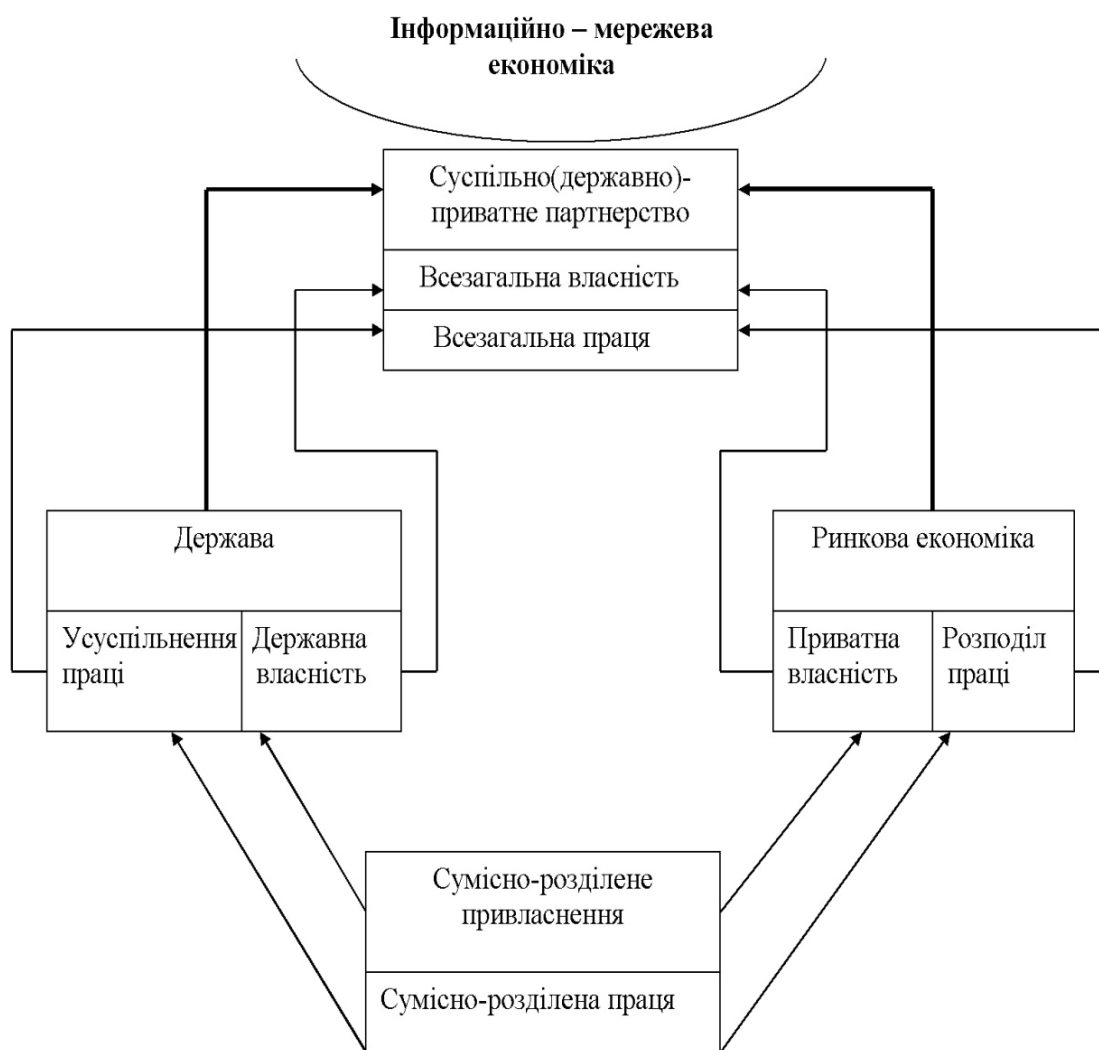 Інформаційно – мережева
економіка
Суспільно(державно)-
приватне партнерство
Всезагальна власність
Всезагальна праця
Держава
Усуспільнення
праці
Державна
власність
Ринкова економіка
Приватна
власність
Розподіл
праці
Сумісно-розділене
привласнення
Сумісно-розділена праця